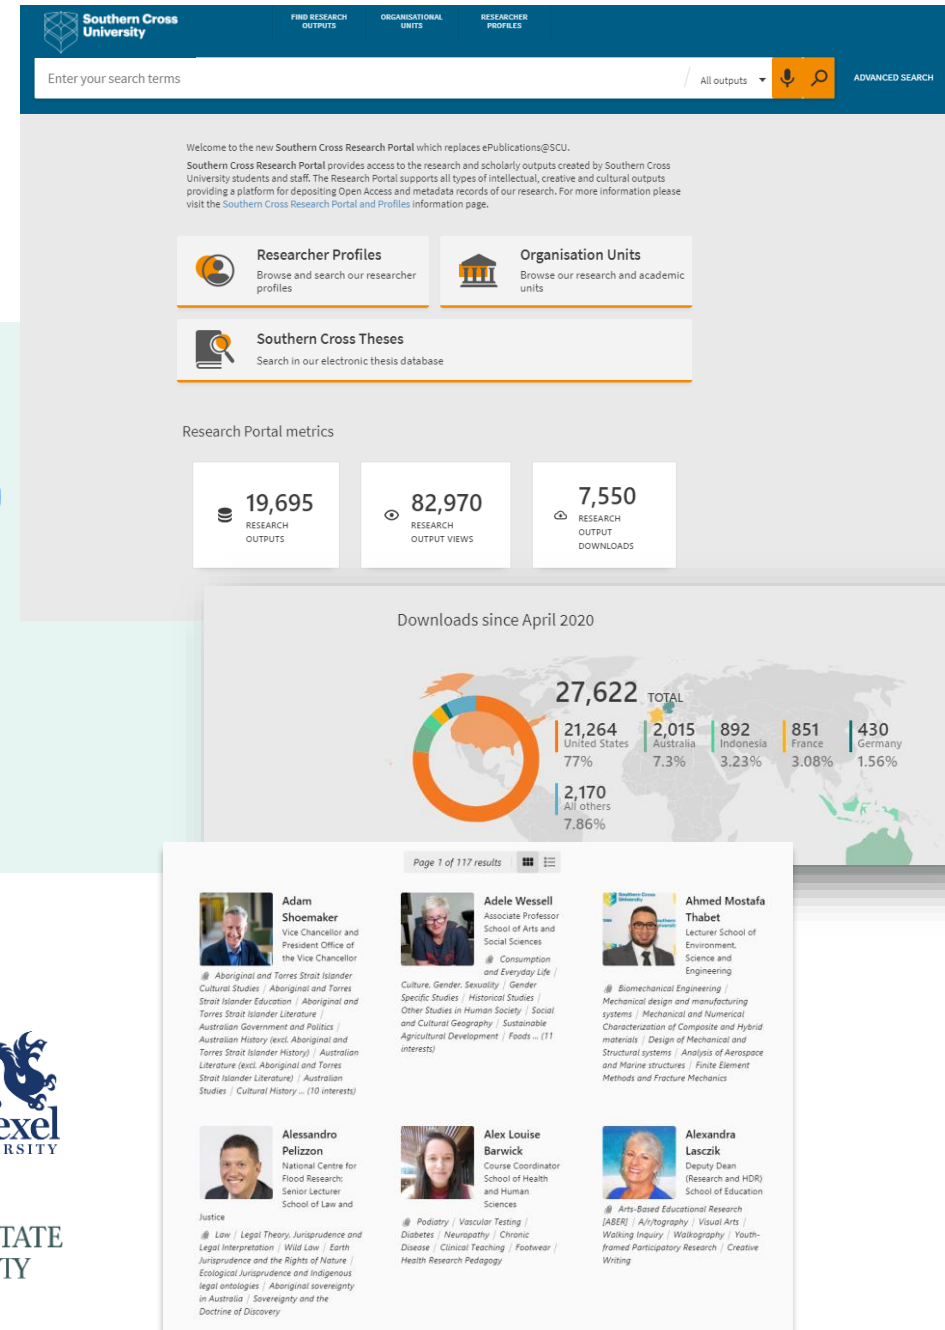 Southern Cross
University
FIND RESEARCH
OUTPUTS
ORGANISATIONAL
UNITS
RESEARCHER
PROFILES
Enter your search terms
All outputs
ADVANCED SEARCH
Welcome to the new Southern Cross Research Portal which replaces ePublications@SCU.
Southern Cross Research Portal provides access to the research and scholarly outputs created by Southern Cross
University students and staff. The Research Portal supports all types of intellectual, creative and cultural outputs
providing a platform for depositing Open Access and metadata records of our research. For more information please
visit the Southern Cross Research Portal and Profiles information page.
Researcher Profiles
Browse and search our researcher
profiles
Organisation Units
Browse our research and academic
units
Southern Cross Theses
Search in our electronic thesis database
Research Portal metrics
19,695
RESEARCH
OUTPUTS
82,970
RESEARCH
OUTPUT VIEWS
7,550
RESEARCH
OUTPUT
DOWNLOADS
Downloads since April 2020
27,622 TOTAL
21,264
United States
77%
2,015
Australia
7.3%
892
Indonesia
3.23%
851
France
3.08%
430
Germany
1.56%
2,170
All others
7.86%
Page 1 of 117 results
Adam
Shoemaker
Vice Chancellor and
President Office of
the Vice Chancellor
Aboriginal and Torres Strait Islander
Cultural Studies | Aboriginal and Torres
Strait Islander Education | Aboriginal and
Torres Strait Islander Literature |
Australian Government and Politics |
Australian History (excl. Aboriginal and
Torres Strait Islander History) | Australian
Literature (excl. Aboriginal and Torres
Strait Islander Literature) | Australian
Studies | Cultural History ... (10 interests)
Adele Wessell
Associate Professor
School of Arts and
Social Sciences
Consumption
and Everyday Life |
Culture, Gender, Sexuality | Gender
Specific Studies | Historical Studies |
Other Studies in Human Society | Social
and Cultural Geography | Sustainable
Agricultural Development | Foods ... (11
interests)
Southern Cross
University
Ahmed Mostafa
Thabet
Lecturer School of
Environment,
Science and
Engineering
Biomechanical Engineering |
Mechanical design and manufacturing
systems | Mechanical and Numerical
Characterization of Composite and Hybrid
materials | Design of Mechanical and
Structural systems | Analysis of Aerospace
and Marine structures | Finite Element
Methods and Fracture Mechanics
Alessandro
Pelizzon
National Centre for
Flood Research;
Senior Lecturer
School of Law and
Justice
Law | Legal Theory, Jurisprudence and
Legal Interpretation | Wild Law | Earth
Jurisprudence and the Rights of Nature |
Ecological Jurisprudence and Indigenous
legal ontologies | Aboriginal sovereignty
in Australia | Sovereignty and the
Doctrine of Discovery
Alex Louise
Barwick
Course Coordinator
School of Health
and Human
Sciences
Podiatry | Vascular Testing |
Diabetes | Neuropathy | Chronic
Disease | Clinical Teaching | Footwear |
Health Research Pedagogy
Alexandra
Lasczik
Deputy Dean
(Research and HDR)
School of Education
Arts-Based Educational Research
[ABER] | A/r/tography | Visual Arts |
Walking Inquiry | Walkography | Youth-
framed Participatory Research | Creative
Writing
exel
RSITY
TATE
TY